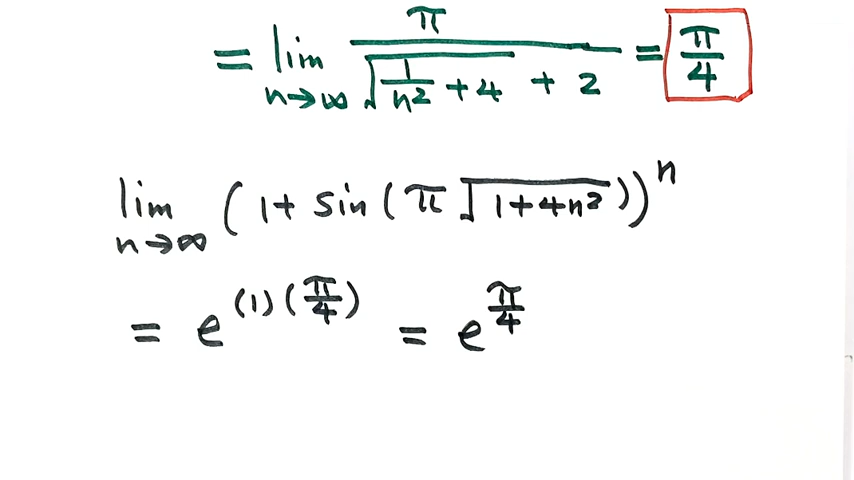 = lim n→∞ π / (√(1/n² + 4) + 2) = π/4
lim n→∞ (1 + sin(π √(1+4n²)))ⁿ
= e^((1)(π/4)) = e^(π/4)